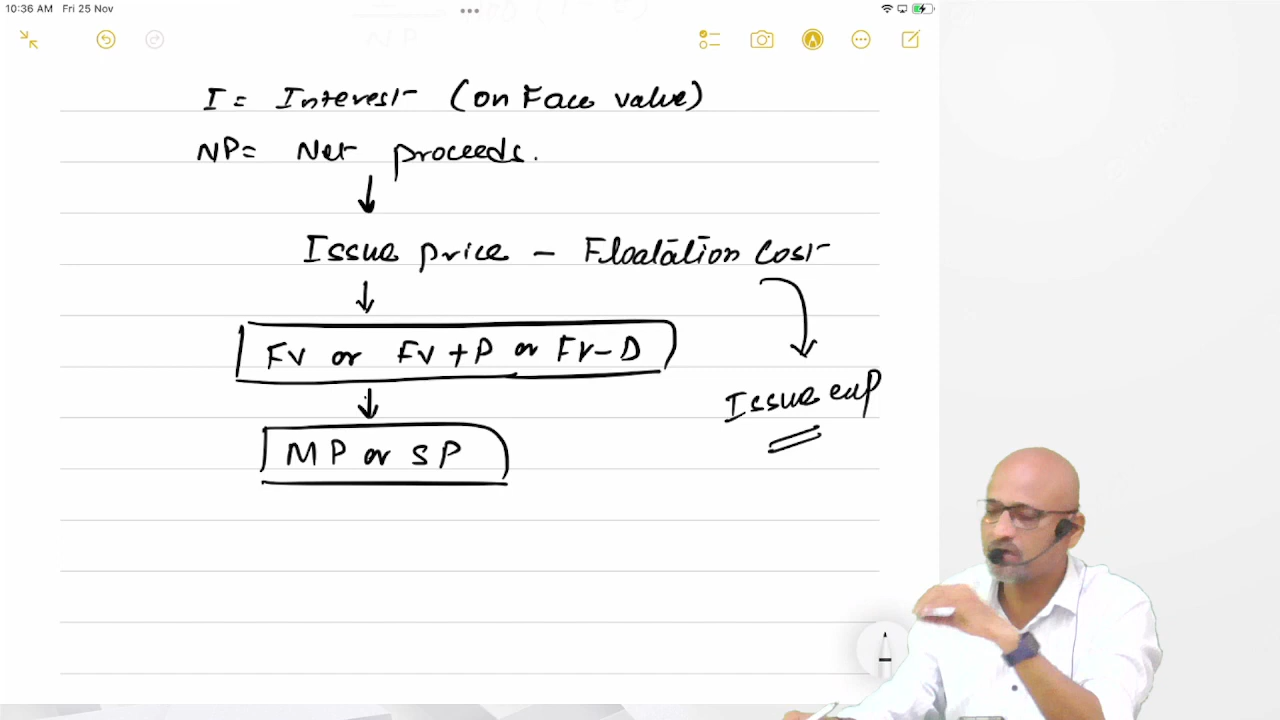 10:36 AM Fri 25 Nov
I = Interest (on Face value)
NP= Net proceeds.
Issue price - Floatation cost
FV or FV+P or FV-D
Issue exp
MP or SP